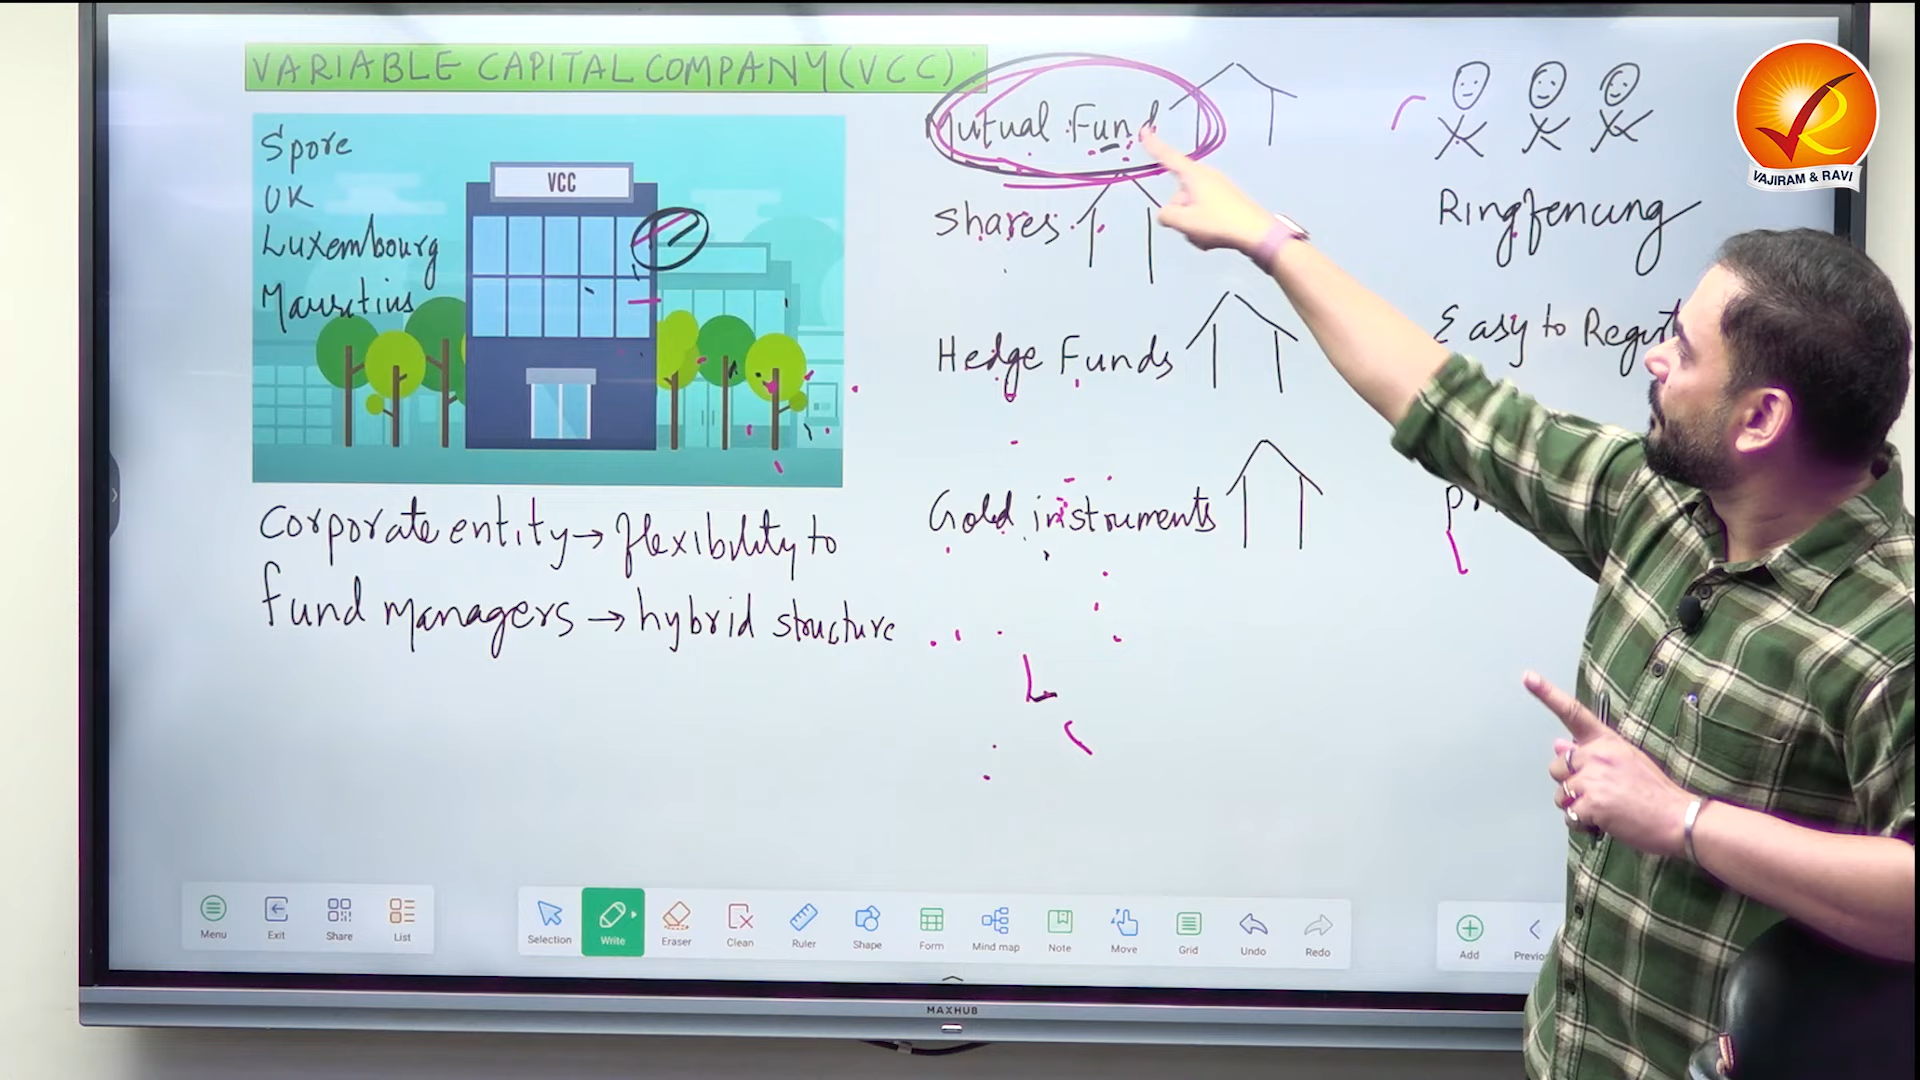 VARIABLE CAPITAL COMPANY (VCC)
Spore
UK
Luxembourg
Mauritius
VCC
Corporate entity → flexibility to
fund managers → hybrid structure
Mutual Fund
Shares
Hedge Funds
Gold instruments
Ringfencing
Easy to
VAJIRAM & RAVI
Menu
Exit
Share
List
Selection
Write
Eraser
Clean
Ruler
Shape
Form
Mind map
Note
Move
Grid
Undo
Redo
Add
MAXHUB